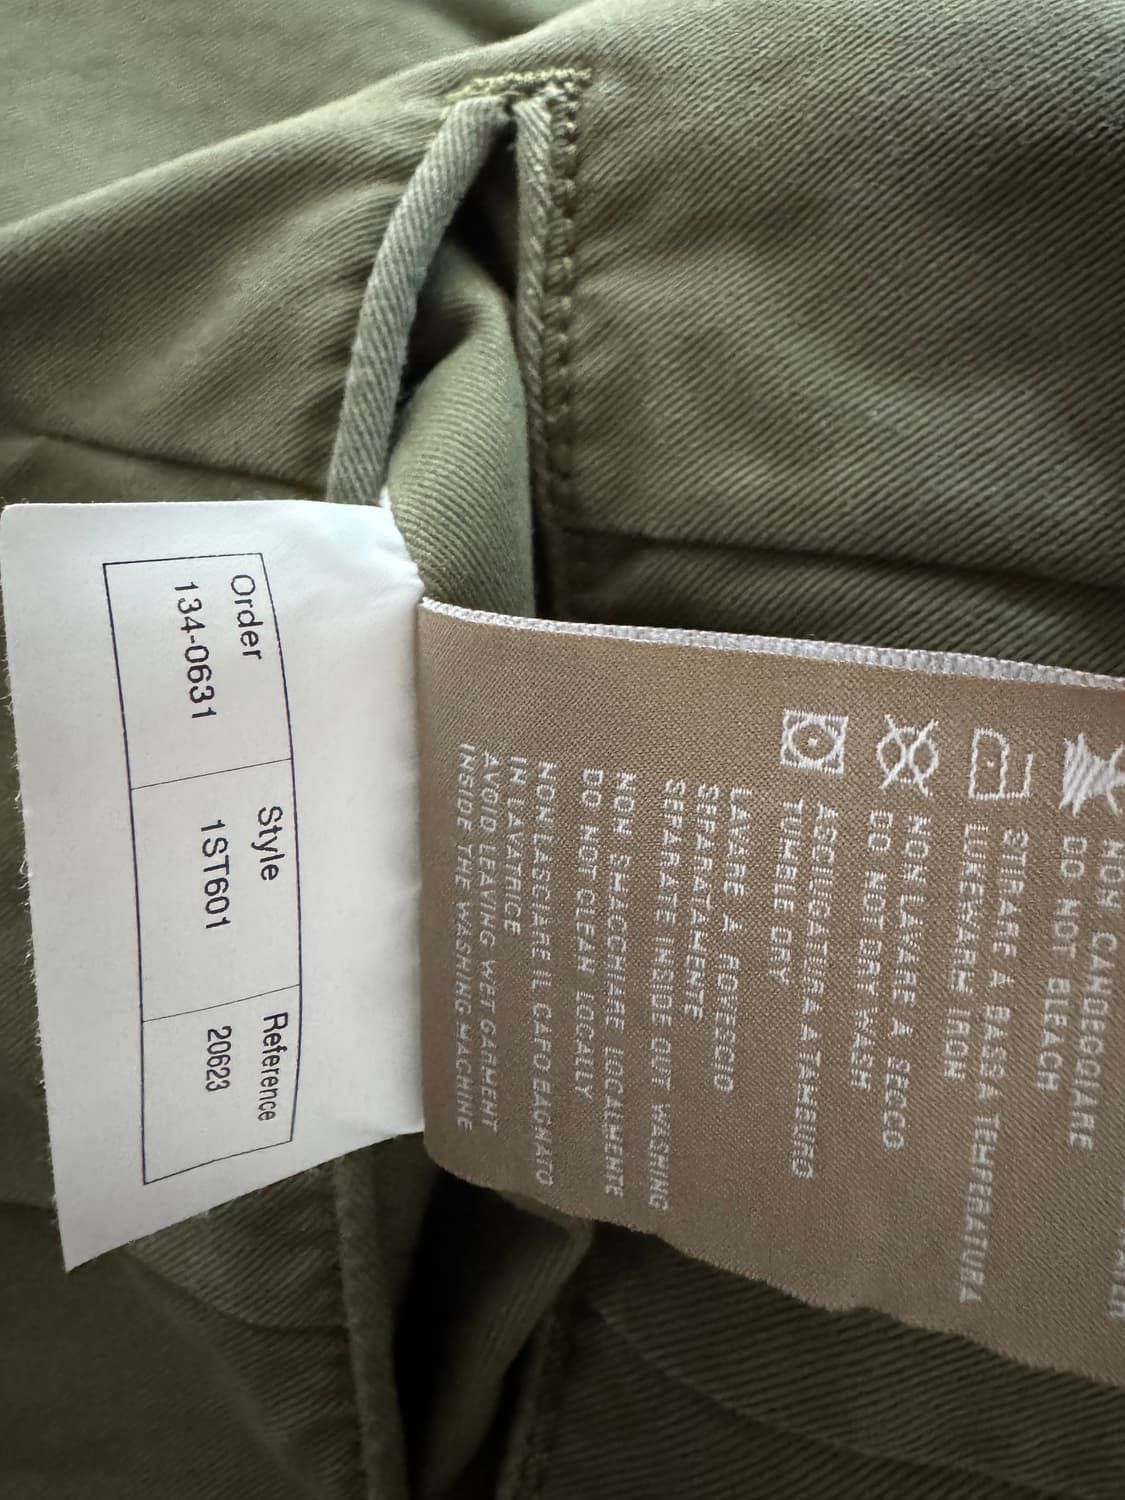 Order
134-0631
Style
1ST601
Reference
20623
NON CANDEGGIARE
DO NOT BLEACH
STIRARE A BASSA TEMPERATURA
LUKEWARM IRON
NON LAVARE A SECCO
DO NOT DRY WASH
ASCIUGATURA A TAMBURO
TUMBLE DRY
LAVARE A ROVESCIO
SEPARATAMENTE
SEPARATE INSIDE OUT WASHING
NON SMACCHIARE LOCALMENTE
DO NOT CLEAN LOCALLY
NON LASCIARE IL CAPO BAGNATO
IN LAVATRICE
AVOID LEAVING WET GARMENT
INSIDE THE WASHING MACHINE